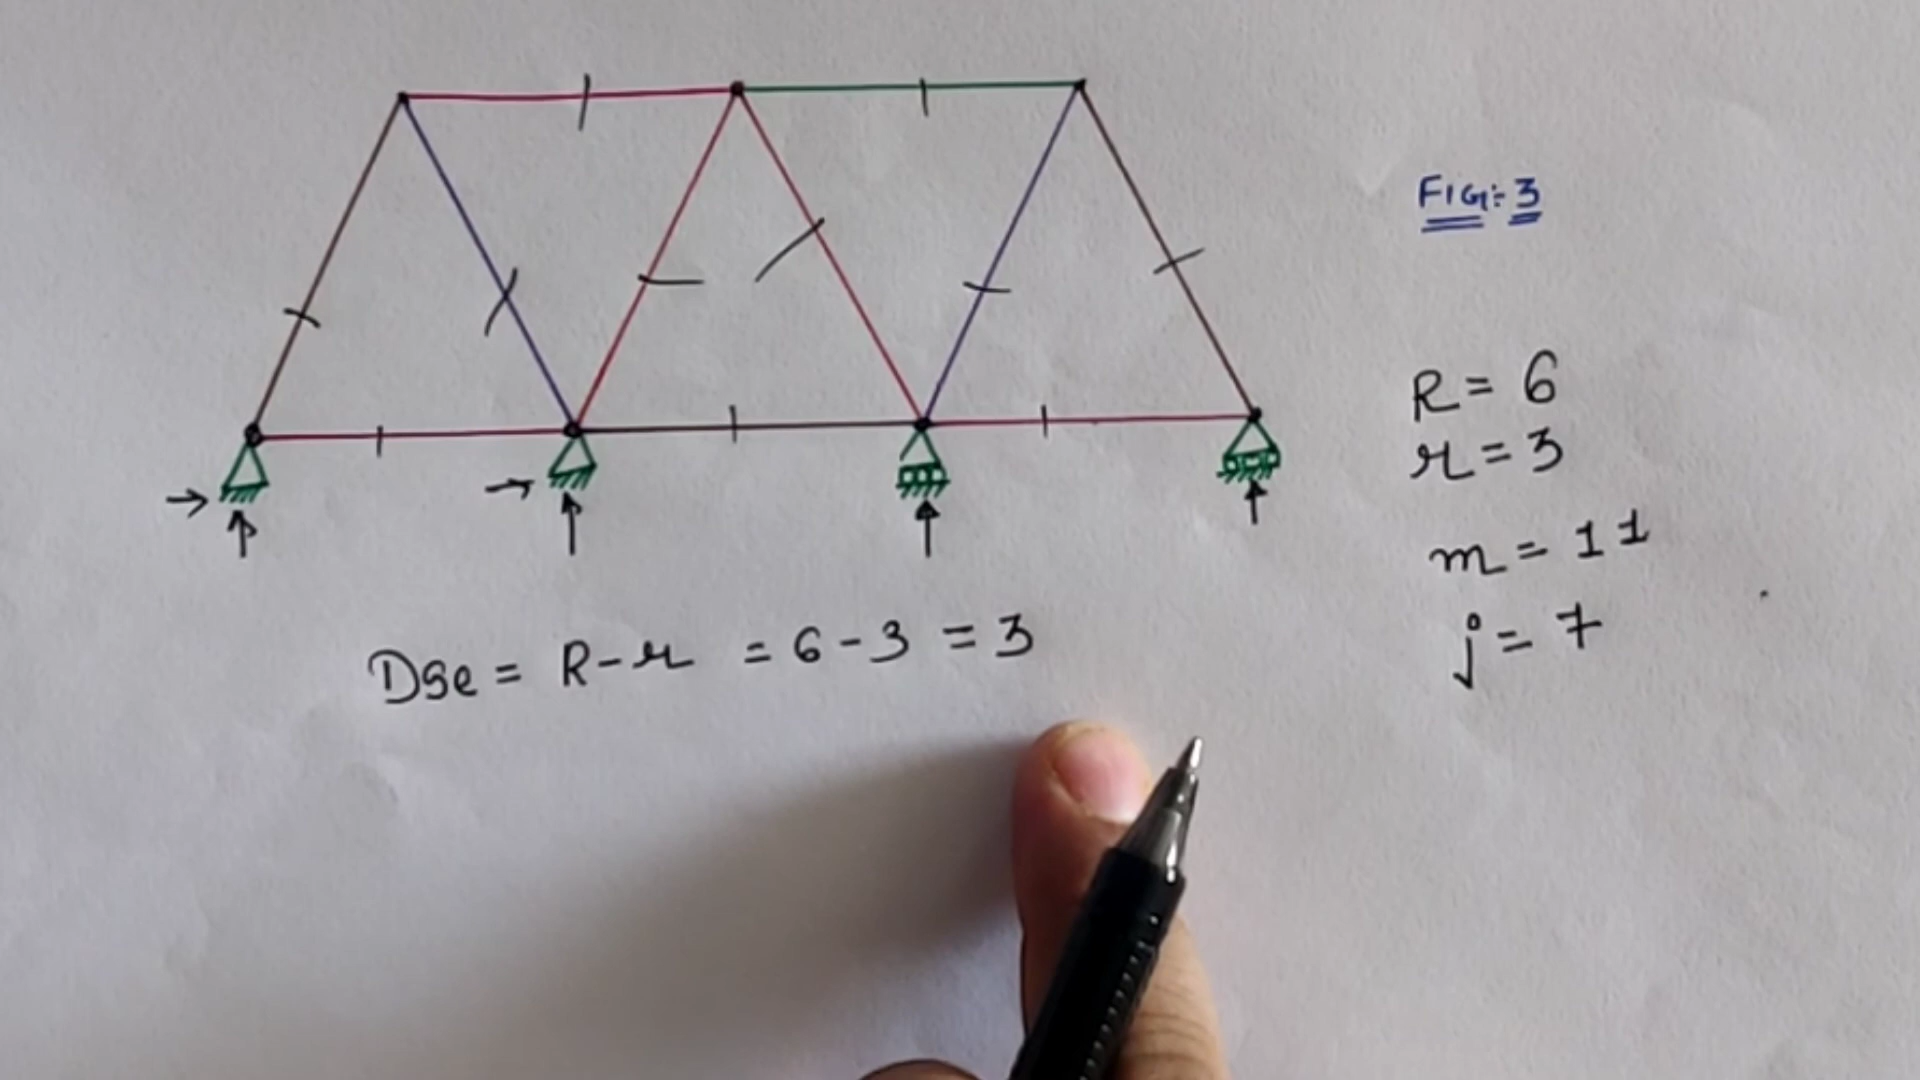 FIG:- 3
R = 6
r = 3
m = 11
j = 7
Dse = R-r = 6-3 = 3